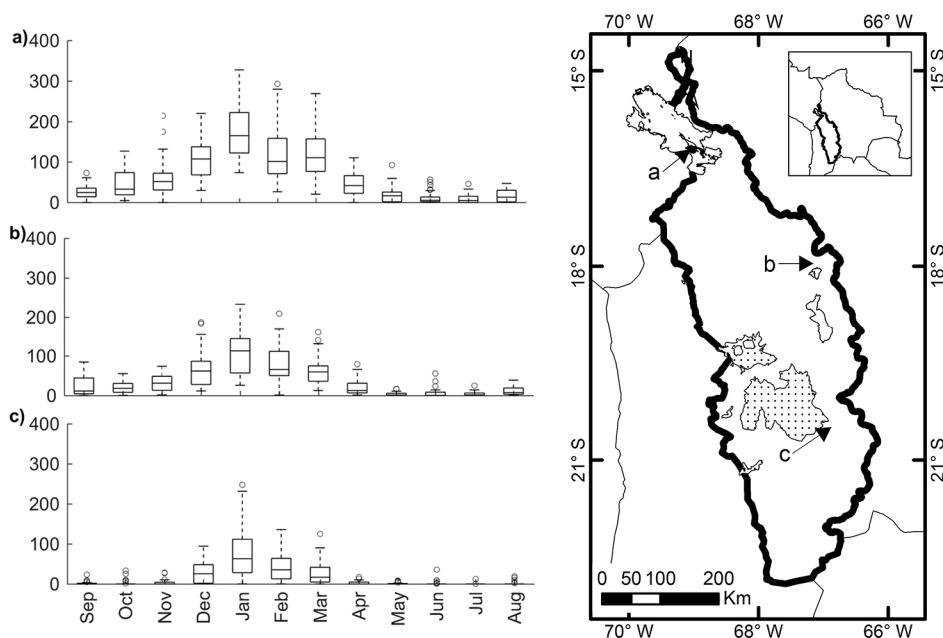 a)
400
300
200
100
0
b)
400
300
200
100
0
c)
400
300
200
100
0
Sep
Oct
Nov
Dec
Jan
Feb
Mar
Apr
May
Jun
Jul
Aug
70° W 68° W 66° W
15° S
18° S
21° S
15° S
18° S
21° S
a
b
c
0 50 100 200
Km
70° W 68° W 66° W